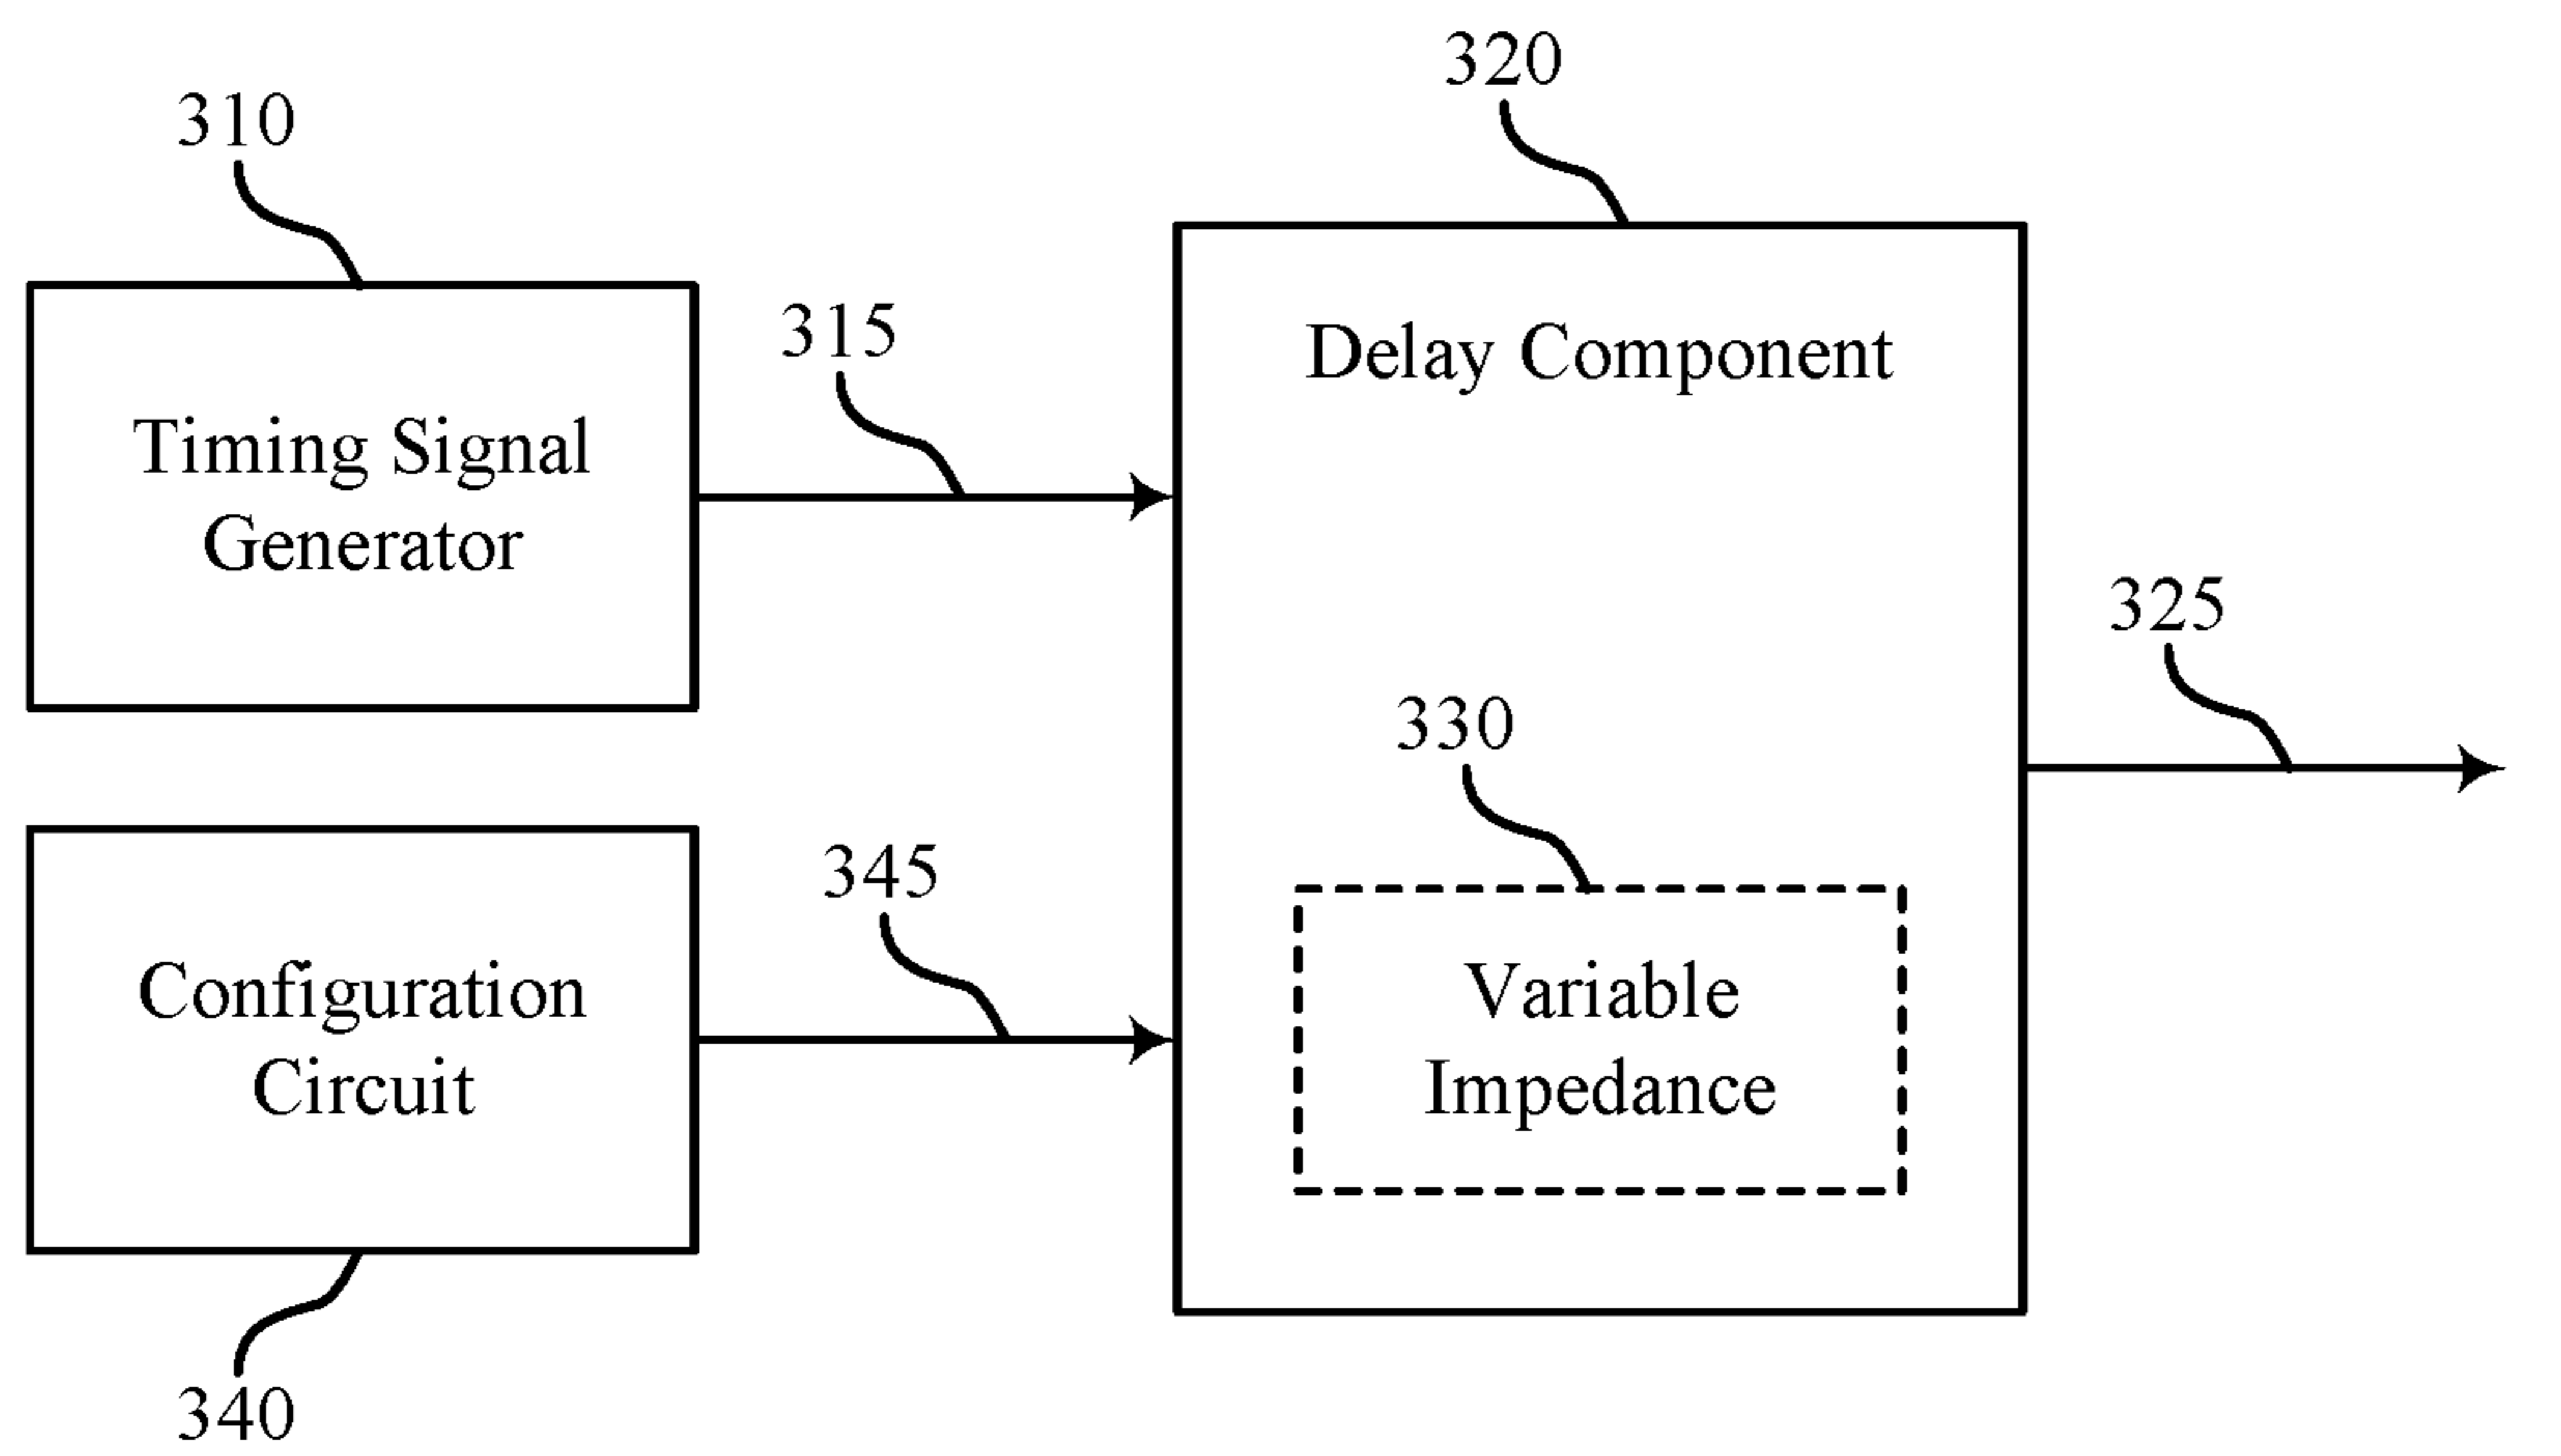 320
310
315
Delay Component
Timing Signal
Generator
325
330
345
Variable
Impedance
Configuration
Circuit
340